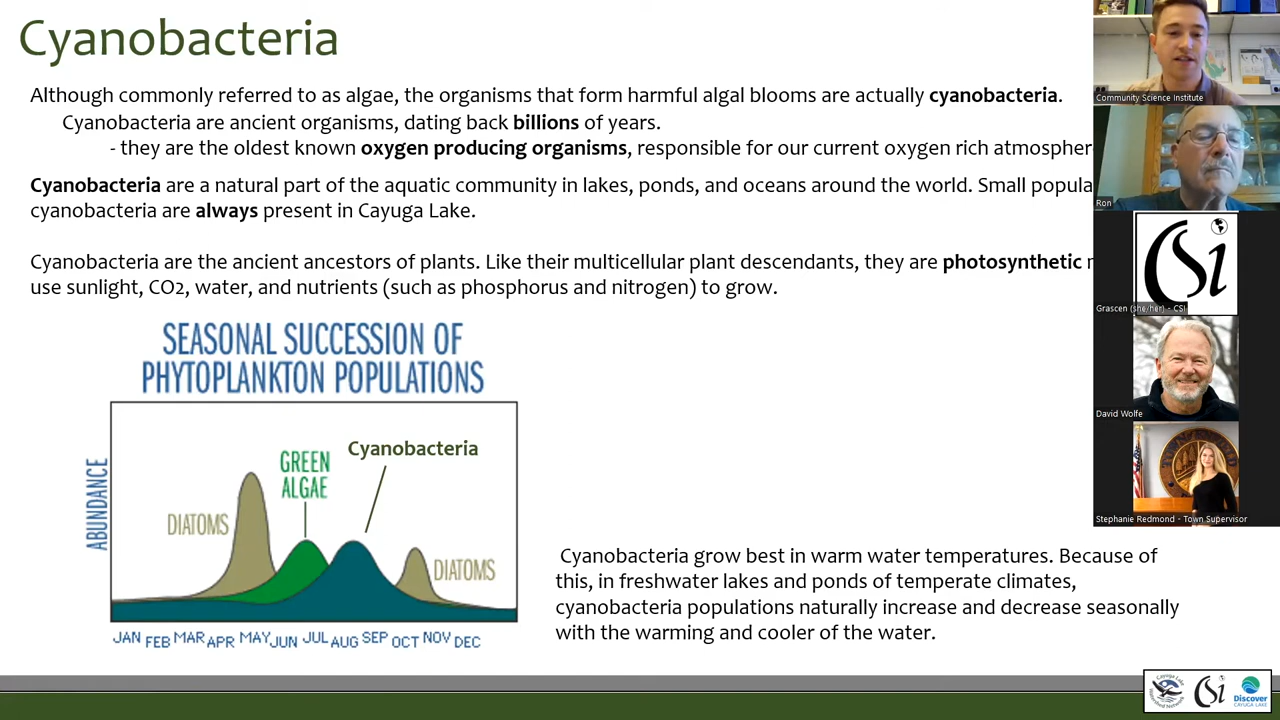 Cyanobacteria
Although commonly referred to as algae, the organisms that form harmful algal blooms are actually cyanobacteria.
Cyanobacteria are ancient organisms, dating back billions of years.
- they are the oldest known oxygen producing organisms, responsible for our current oxygen rich atmospher
Cyanobacteria are a natural part of the aquatic community in lakes, ponds, and oceans around the world. Small popula
cyanobacteria are always present in Cayuga Lake.
Cyanobacteria are the ancient ancestors of plants. Like their multicellular plant descendants, they are photosynthetic
use sunlight, CO2, water, and nutrients (such as phosphorus and nitrogen) to grow.
SEASONAL SUCCESSION OF
PHYTOPLANKTON POPULATIONS
ABUNDANCE
Cyanobacteria
GREEN
ALGAE
DIATOMS
DIATOMS
JAN FEB MAR APR MAY JUN JUL AUG SEP OCT NOV DEC
Cyanobacteria grow best in warm water temperatures. Because of
this, in freshwater lakes and ponds of temperate climates,
cyanobacteria populations naturally increase and decrease seasonally
with the warming and cooler of the water.
Community Science Institute
Ron
CSi
Grascen (she/her) - CSI
David Wolfe
Stephanie Redmond - Town Supervisor
Cayuga Lake
Watershed Network
CSi
Discover
CAYUGA LAKE